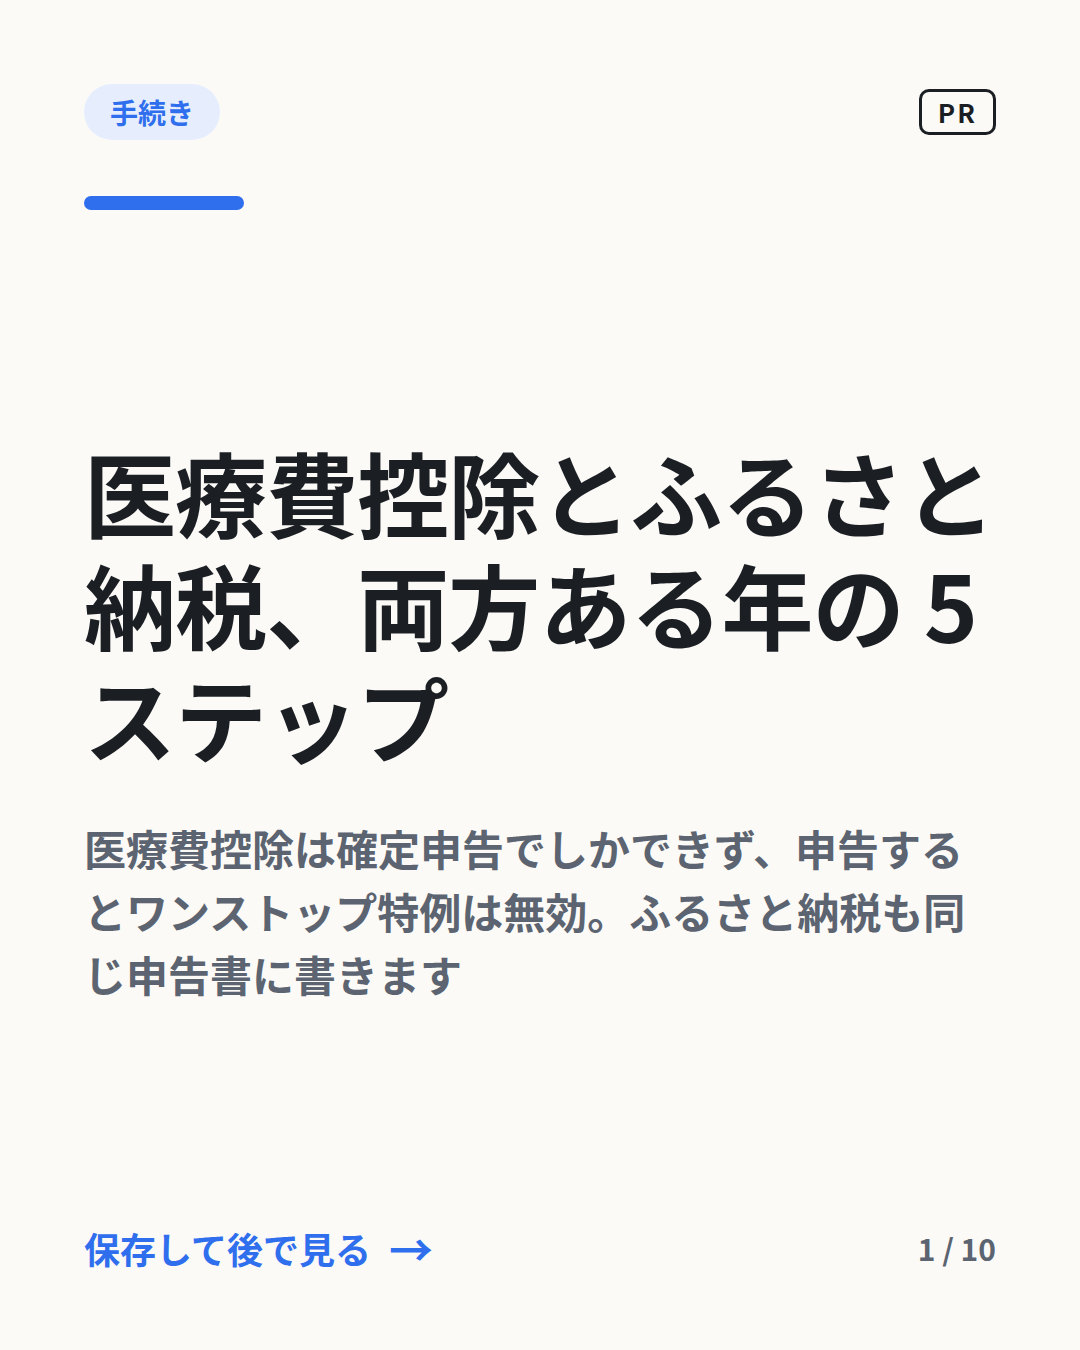 手続き
PR
医療費控除とふるさと
納税、両方ある年の 5
ステップ
医療費控除は確定申告でしかできず、申告する
とワンストップ特例は無効。ふるさと納税も同
じ申告書に書きます
保存して後で見る →
1 / 10